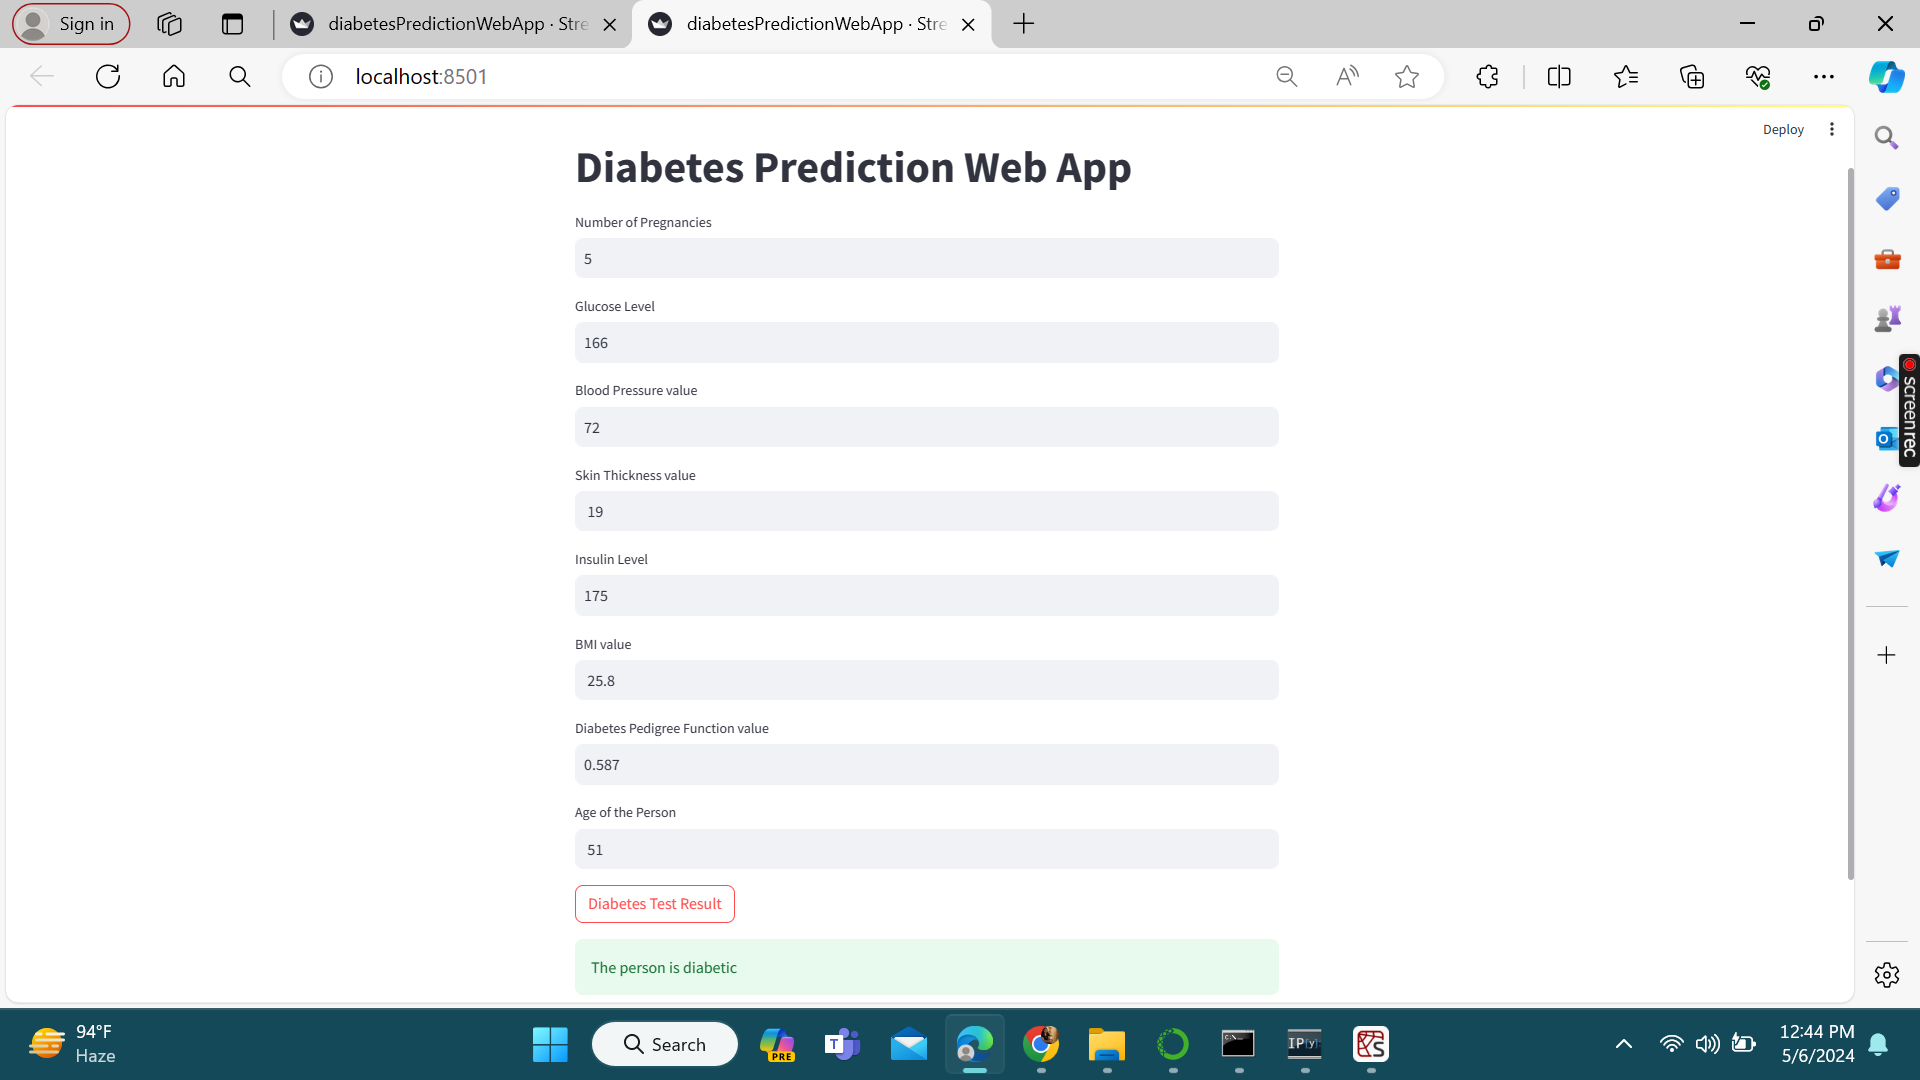 Sign in
diabetesPredictionWebApp · Stre
diabetesPredictionWebApp · Stre
localhost:8501
Deploy
Diabetes Prediction Web App
Number of Pregnancies
5
Glucose Level
166
Blood Pressure value
72
Skin Thickness value
19
Insulin Level
175
BMI value
25.8
Diabetes Pedigree Function value
0.587
Age of the Person
51
Diabetes Test Result
The person is diabetic
screenrec
94°F
Haze
Search
PRE
T
IP[y]:
12:44 PM
5/6/2024